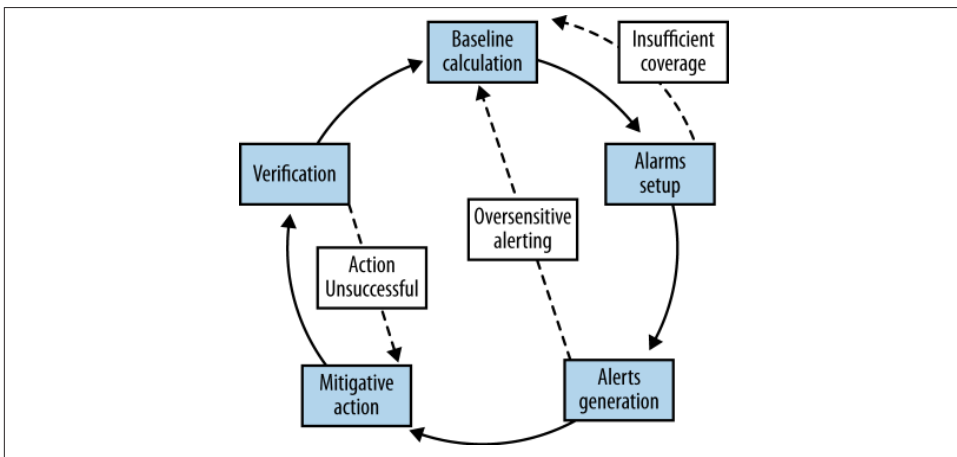 Baseline
calculation
Insufficient
coverage
Verification
Alarms
setup
Oversensitive
alerting
Action
Unsuccessful
Mitigative
action
Alerts
generation